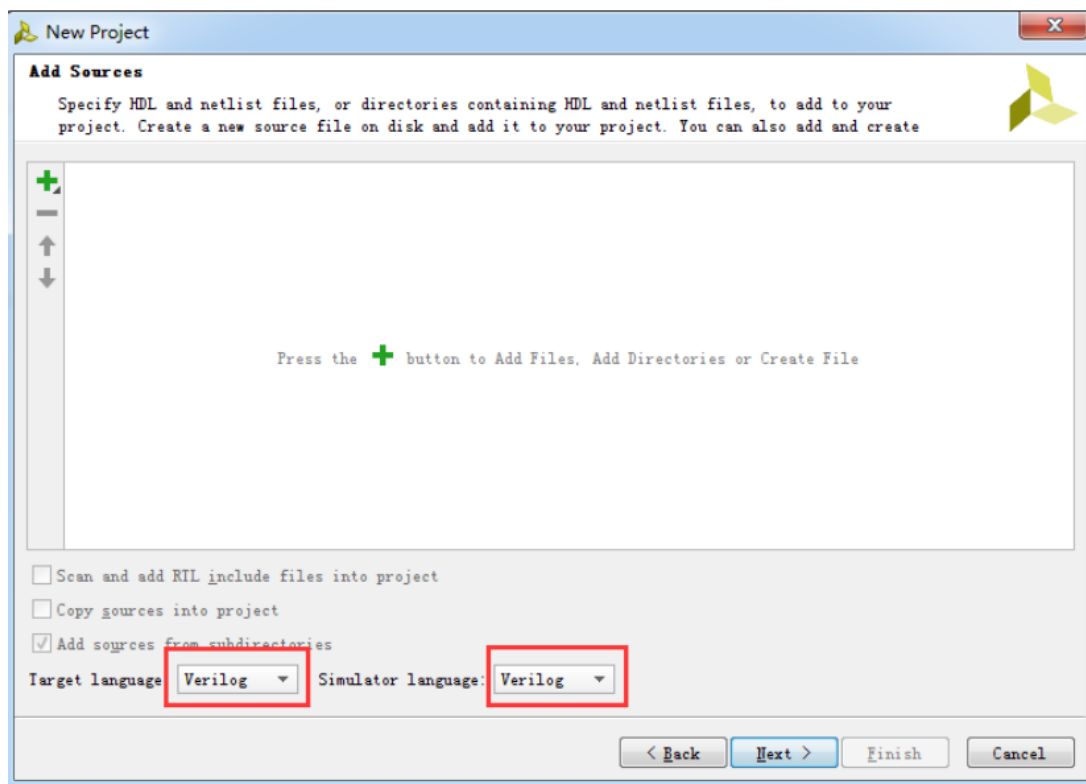 New Project
Add Sources
Specify HDL and netlist files, or directories containing HDL and netlist files, to add to your
project. Create a new source file on disk and add it to your project. You can also add and create
Press the + button to Add Files, Add Directories or Create File
Scan and add RTL include files into project
Copy sources into project
Add sources from subdirectories
Target language Verilog Simulator language: Verilog
< Back Next > Finish Cancel